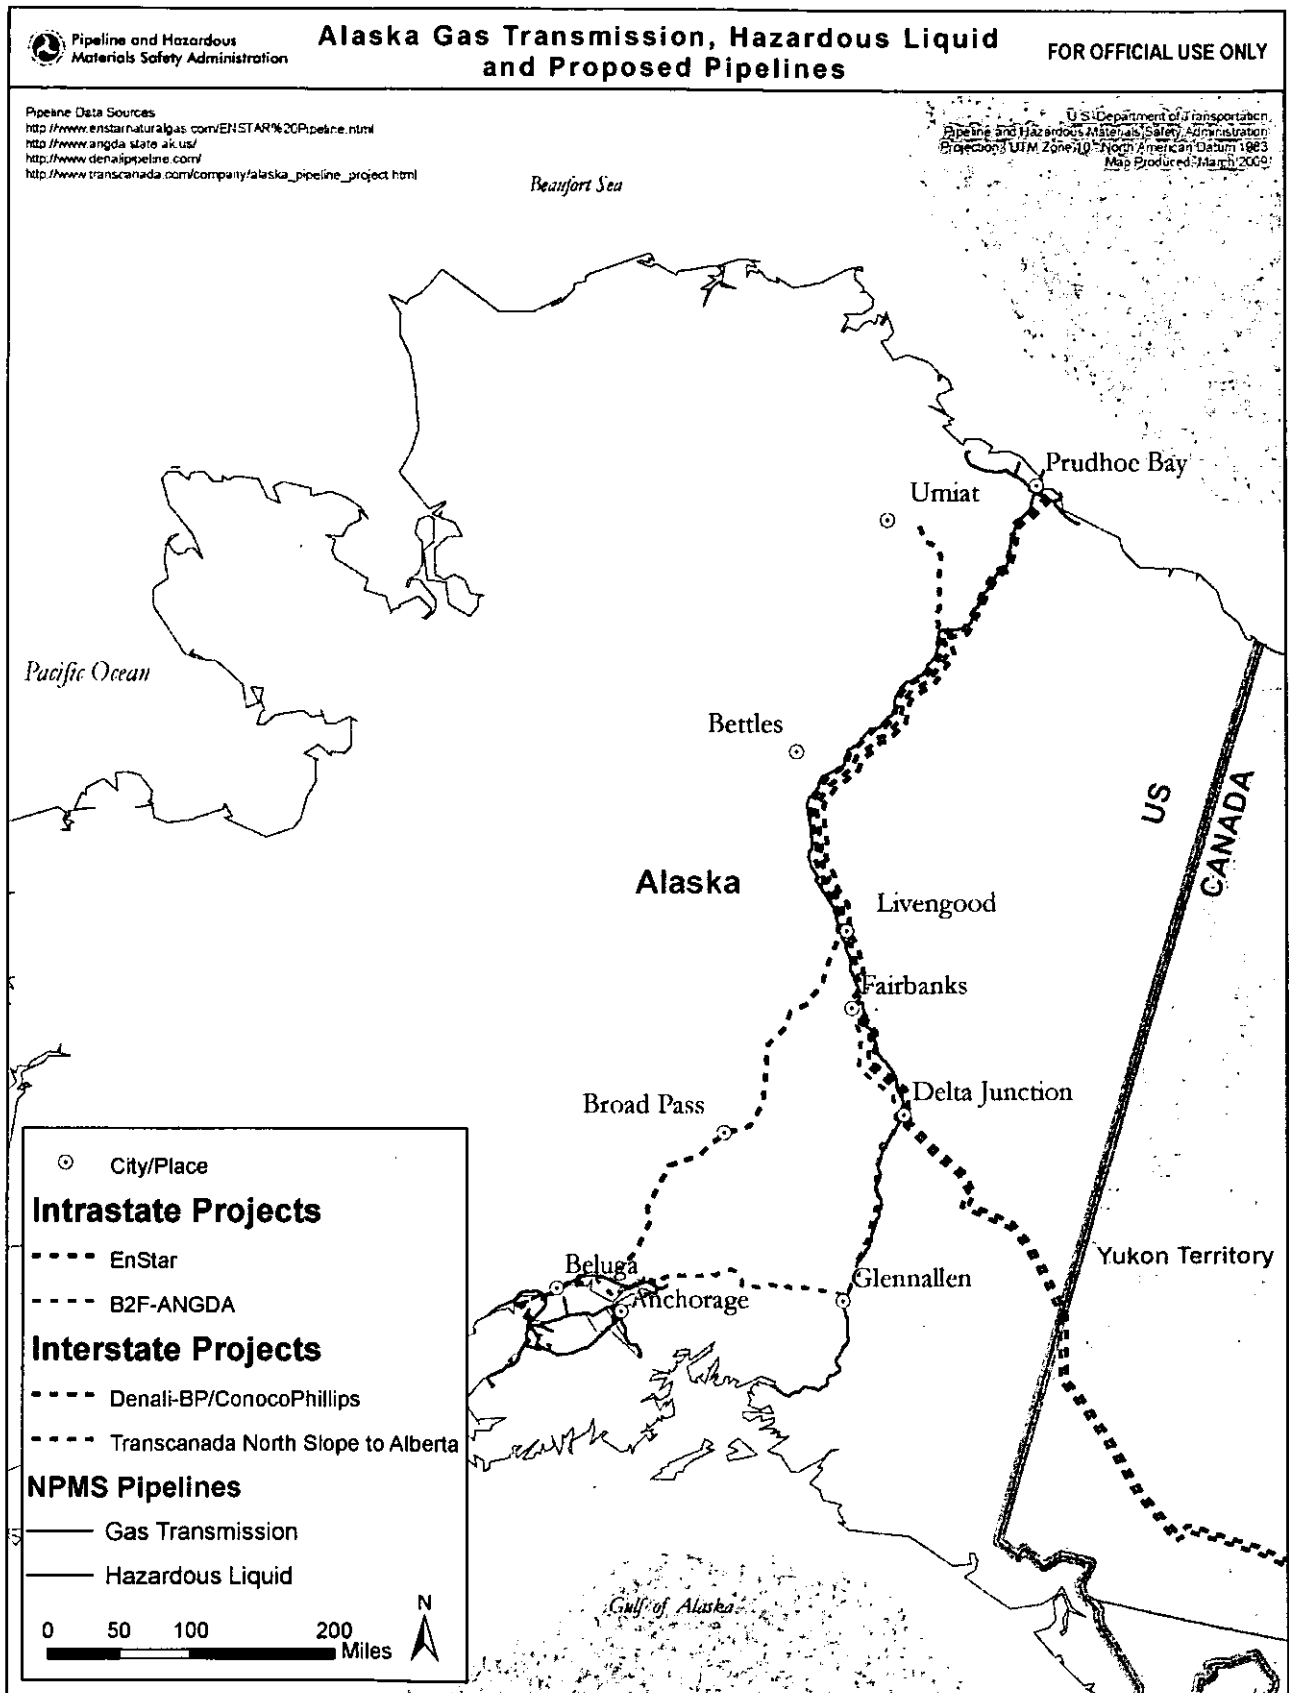 Pipeline and Hazardous
Materials Safety Administration
Alaska Gas Transmission, Hazardous Liquid
and Proposed Pipelines
FOR OFFICIAL USE ONLY
Pipeline Data Sources
http://www.enstarnaturalgas.com/ENSTAR%20Pipeline.html
http://www.angda.state.ak.us/
http://www.denalipipeline.com/
http://www.transcanada.com/company/alaska_pipeline_project.html
U.S. Department of Transportation
Pipeline and Hazardous Materials Safety Administration
Projection: UTM Zone 10 - North American Datum 1983
Map Produced: March 2009
Beaufort Sea
Prudhoe Bay
Umiat
Pacific Ocean
Bettles
US
CANADA
Alaska
Livengood
Fairbanks
Delta Junction
Broad Pass
Yukon Territory
Beluga
Glennallen
Anchorage
City/Place
Intrastate Projects
EnStar
B2F-ANGDA
Interstate Projects
Denali-BP/ConocoPhillips
Transcanada North Slope to Alberta
NPMS Pipelines
Gas Transmission
Hazardous Liquid
N
0 50 100 200
Miles
Gulf of Alaska